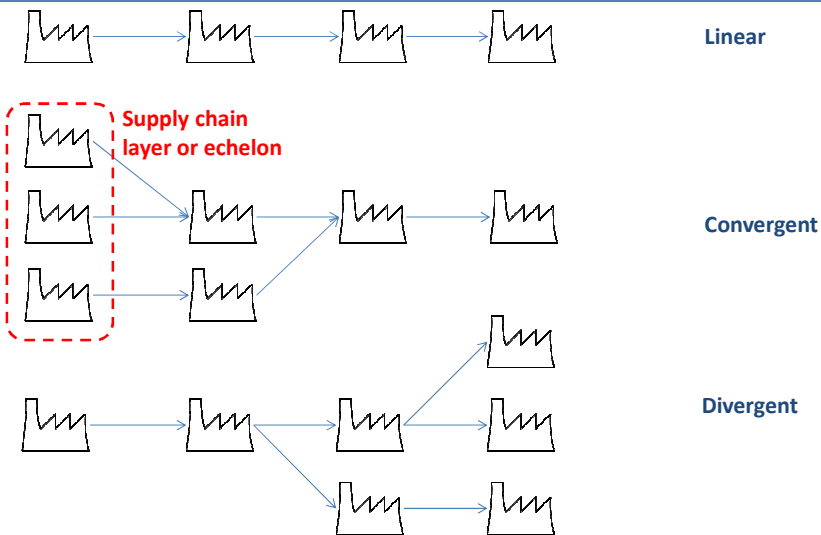 Linear
Supply chain
layer or echelon
Convergent
Divergent